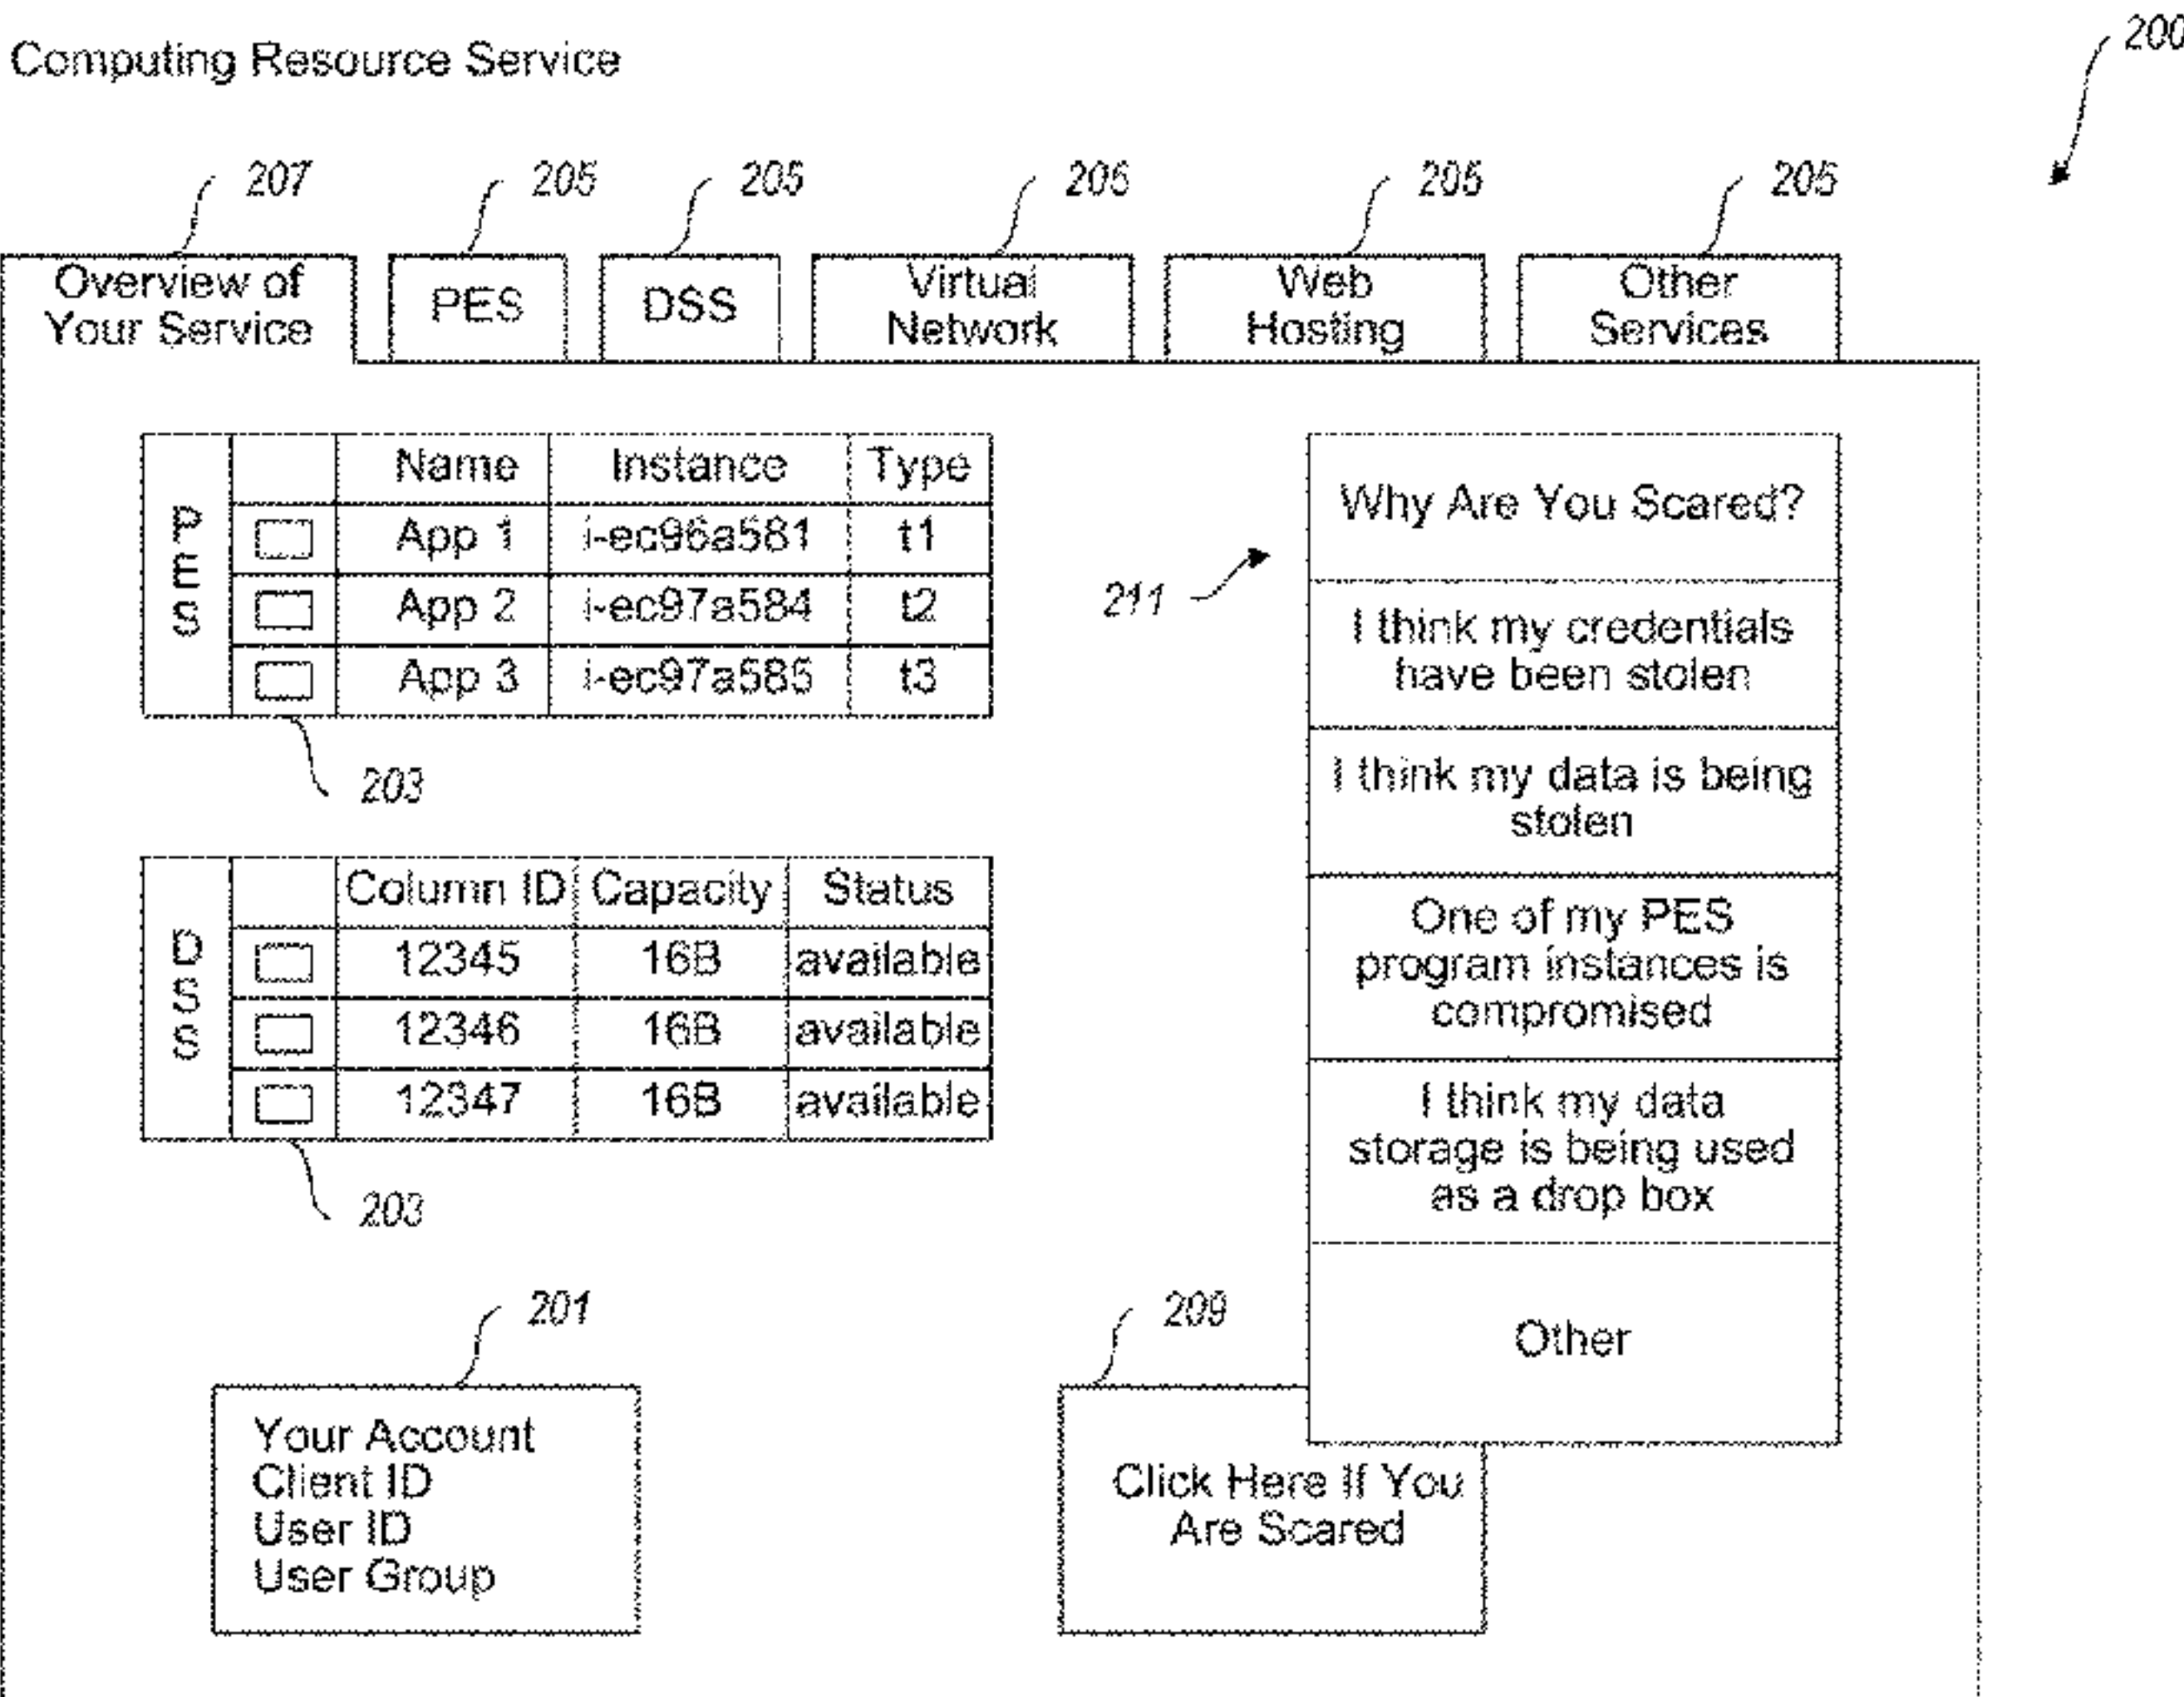 200
Computing Resource Service
207 205 205 205 205 205
Overview of
Your Service
PES
DSS
Virtual
Network
Web
Hosting
Other
Services
PES
Name Instance Type
App 1 i-ec96a581 t1
App 2 i-ec97a584 t2
App 3 i-ec97a585 t3
203
DSS
Column ID Capacity Status
12345 16B available
12346 16B available
12347 16B available
203
211
Why Are You Scared?
I think my credentials
have been stolen
I think my data is being
stolen
One of my PES
program instances is
compromised
I think my data
storage is being used
as a drop box
Other
201
Your Account
Client ID
User ID
User Group
209
Click Here If You
Are Scared